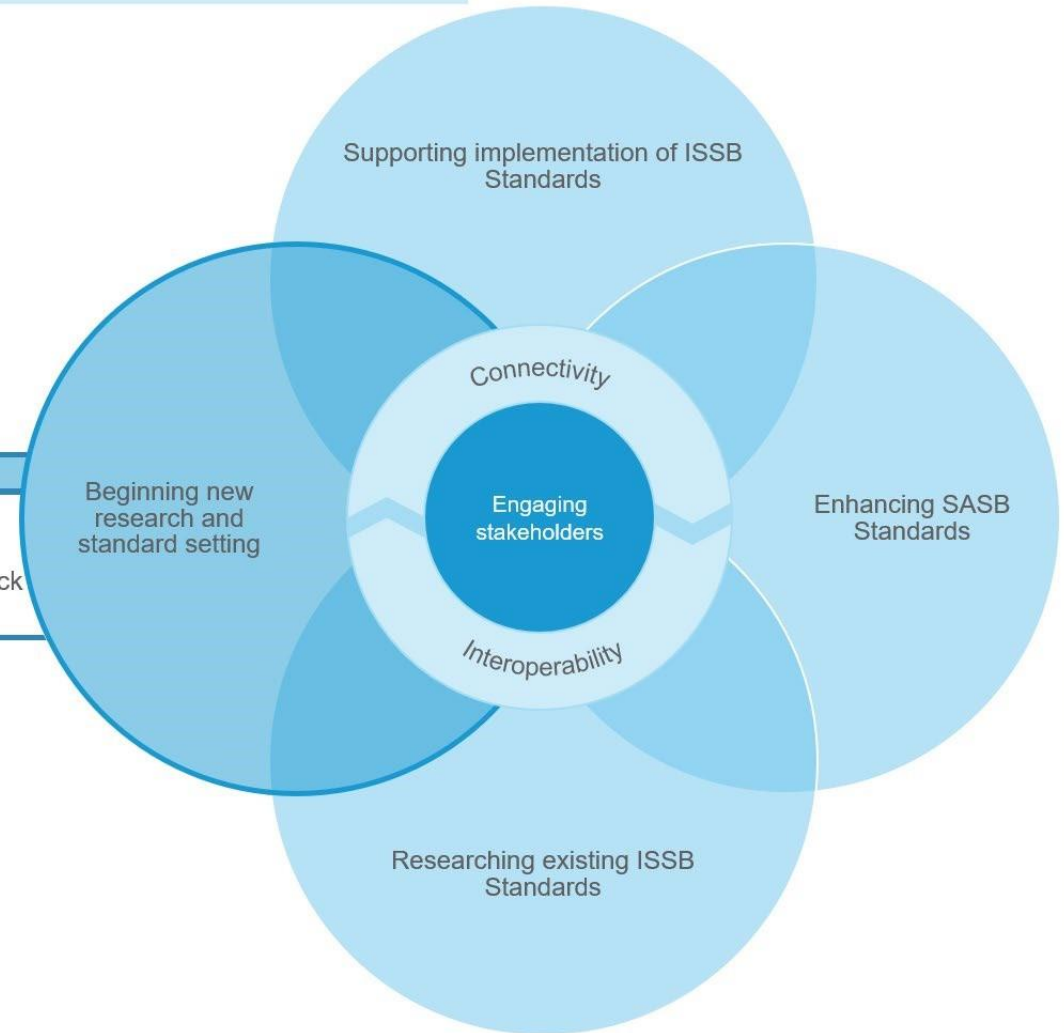 Supporting implementation of ISSB
Standards
Connectivity
Beginning new
research and
standard setting
Engaging
stakeholders
Enhancing SASB
Standards
ck
Interoperability
Researching existing ISSB
Standards